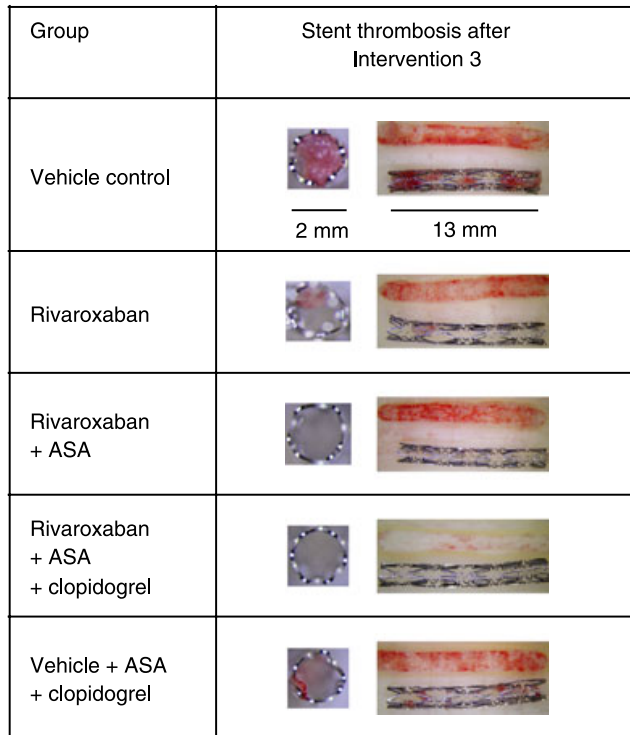 Group
Stent thrombosis after
Intervention 3
Vehicle control
2 mm
13 mm
Rivaroxaban
Rivaroxaban
+ ASA
Rivaroxaban
+ ASA
+ clopidogrel
Vehicle + ASA
+ clopidogrel